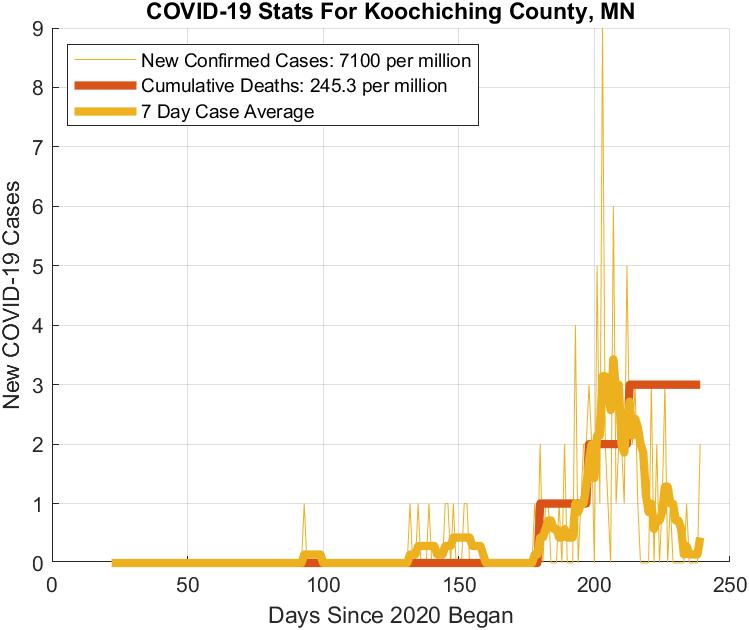 COVID-19 Stats For Koochiching County, MN
New Confirmed Cases: 7100 per million
Cumulative Deaths: 245.3 per million
7 Day Case Average
New COVID-19 Cases
9
8
7
6
5
4
3
2
1
0
0 50 100 150 200 250
Days Since 2020 Began